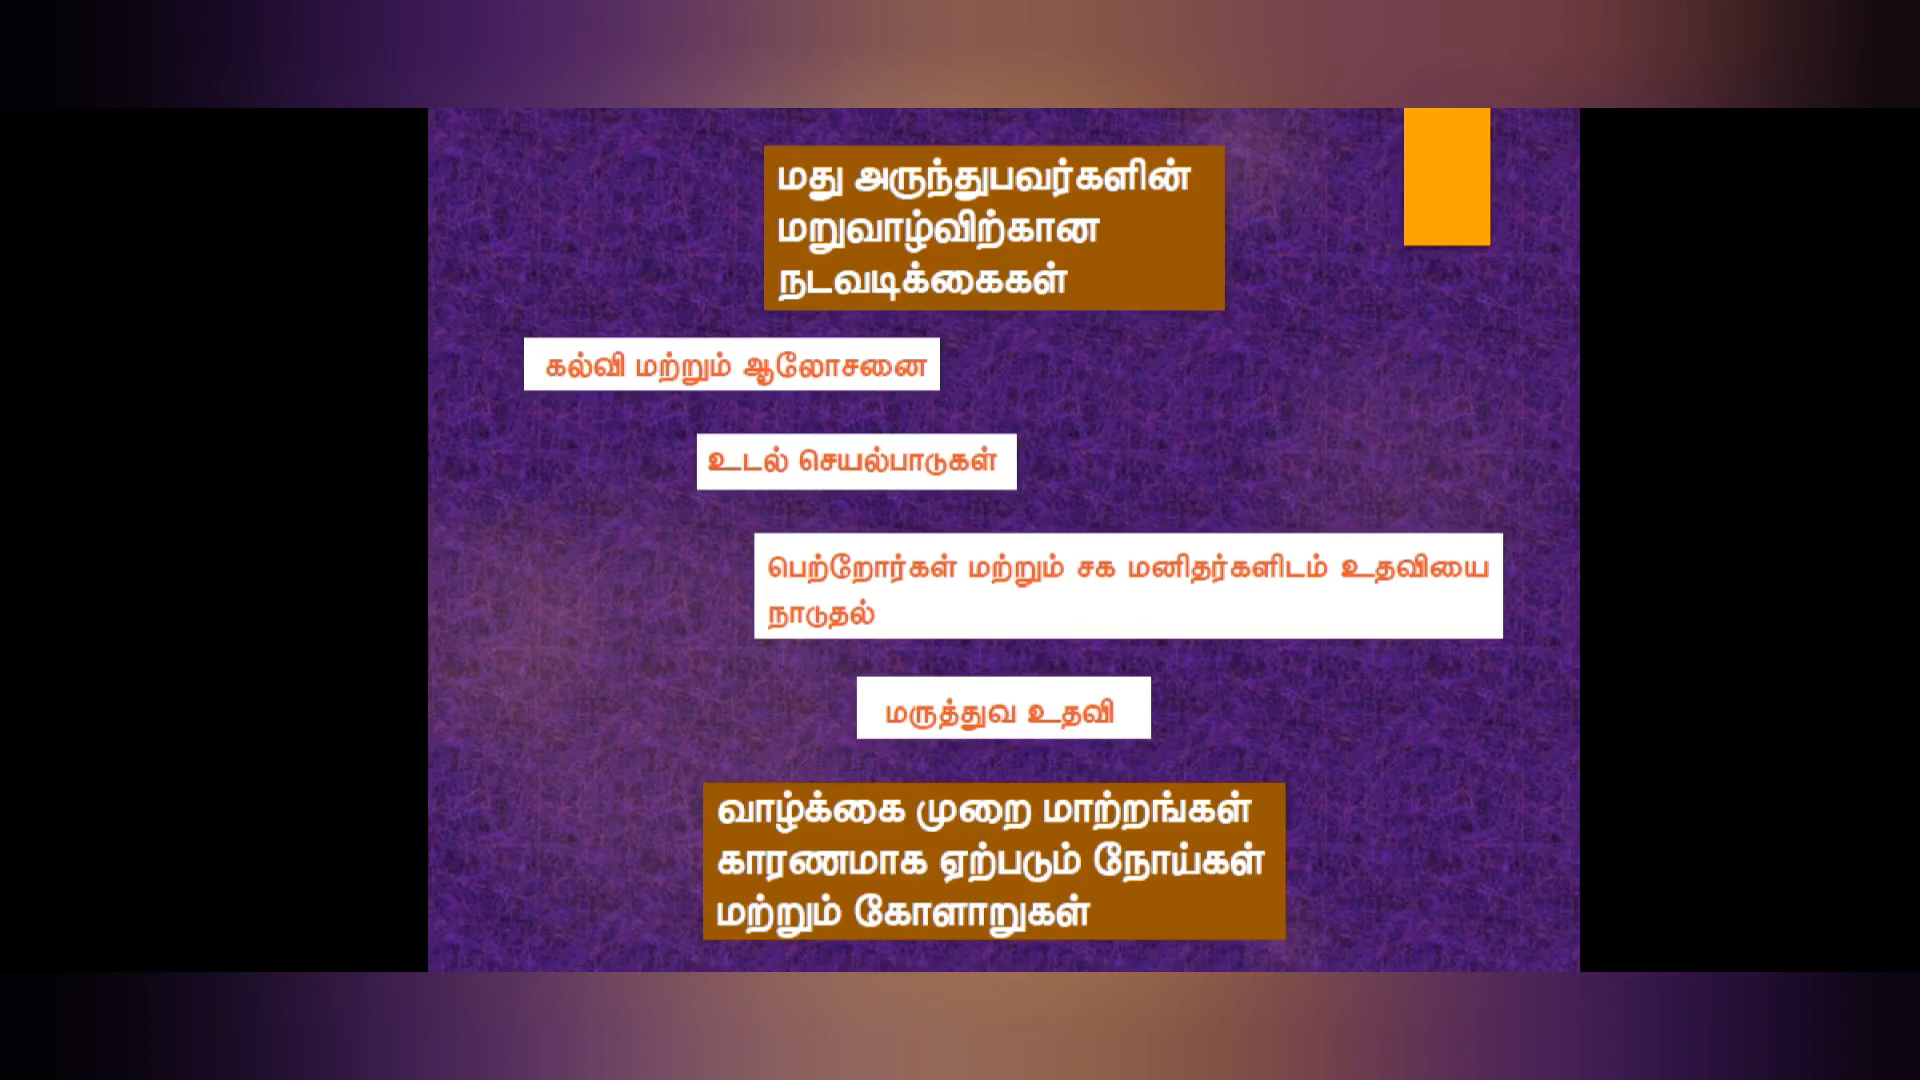 மது அருந்துபவர்களின்
மறுவாழ்விற்கான
நடவடிக்கைகள்
கல்வி மற்றும் ஆலோசனை
உடல் செயல்பாடுகள்
பெற்றோர்கள் மற்றும் சக மனிதர்களிடம் உதவியை
நாடுதல்
மருத்துவ உதவி
வாழ்க்கை முறை மாற்றங்கள்
காரணமாக ஏற்படும் நோய்கள்
மற்றும் கோளாறுகள்